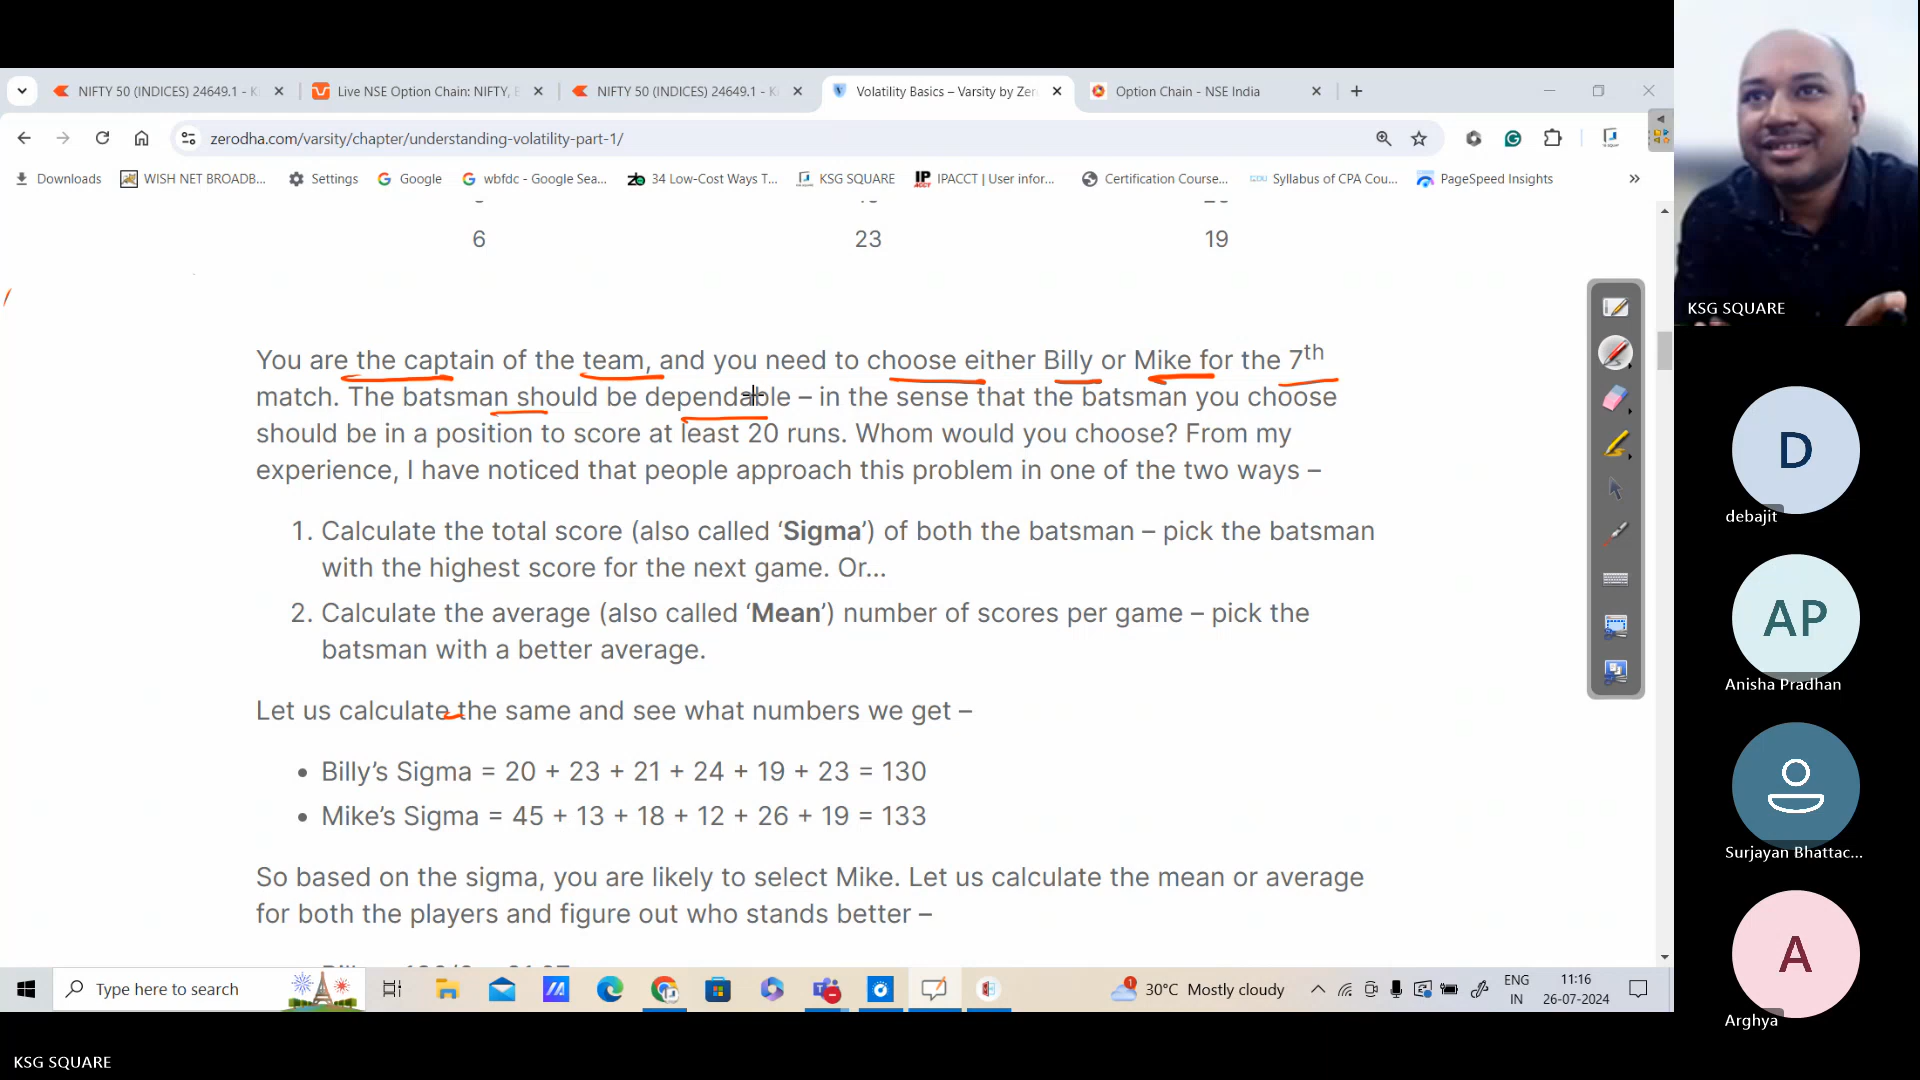 NIFTY 50 (INDICES) 24649.1 - K
Live NSE Option Chain: NIFTY, B
NIFTY 50 (INDICES) 24649.1 - K
Volatility Basics – Varsity by Zer
Option Chain - NSE India
zerodha.com/varsity/chapter/understanding-volatility-part-1/
Downloads
WISH NET BROADB...
Settings
Google
wbfdc - Google Sea...
34 Low-Cost Ways T...
KSG SQUARE
IPACCT | User infor...
Certification Course...
Syllabus of CPA Cou...
PageSpeed Insights
6 23 19
You are the captain of the team, and you need to choose either Billy or Mike for the 7th
match. The batsman should be dependable – in the sense that the batsman you choose
should be in a position to score at least 20 runs. Whom would you choose? From my
experience, I have noticed that people approach this problem in one of the two ways –
1. Calculate the total score (also called ‘Sigma’) of both the batsman – pick the batsman
with the highest score for the next game. Or...
2. Calculate the average (also called ‘Mean’) number of scores per game – pick the
batsman with a better average.
Let us calculate the same and see what numbers we get –
• Billy’s Sigma = 20 + 23 + 21 + 24 + 19 + 23 = 130
• Mike’s Sigma = 45 + 13 + 18 + 12 + 26 + 19 = 133
So based on the sigma, you are likely to select Mike. Let us calculate the mean or average
for both the players and figure out who stands better –
Type here to search
30°C Mostly cloudy
ENG
IN
11:16
26-07-2024
KSG SQUARE
KSG SQUARE
D
debajit
AP
Anisha Pradhan
Surjayan Bhattac...
A
Arghya